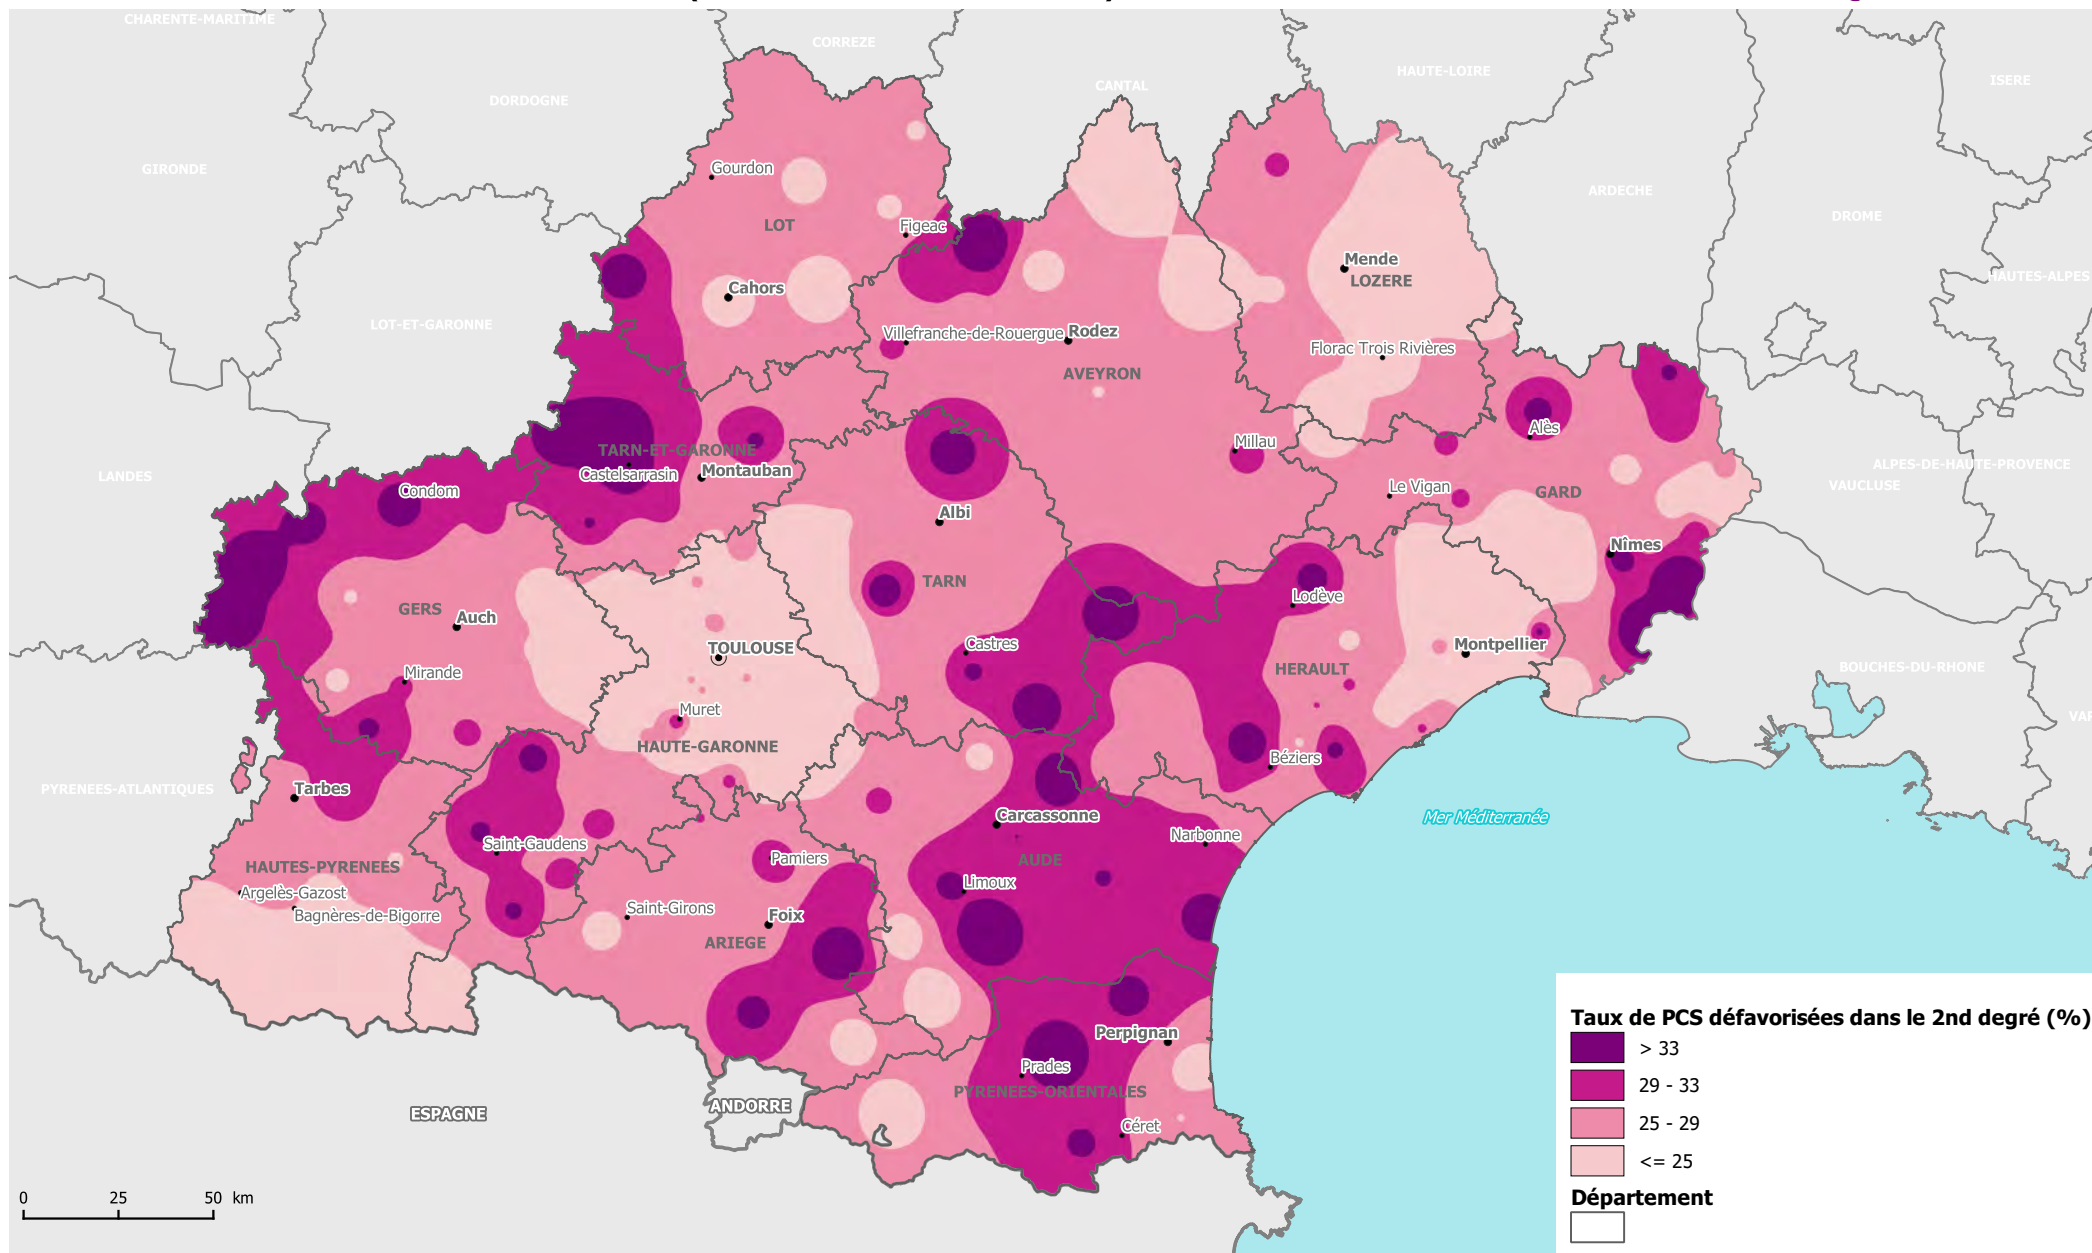 CHARENTE-MARITIME
CORREZE
HAUTE-LOIRE
ISERE
CANTAL
DORDOGNE
GIRONDE
Gourdon
ARDECHE
DROME
LOT
Figeac
Mende
LOZERE
HAUTES-ALPES
Cahors
LOT-ET-GARONNE
Villefranche-de-Rouergue
Rodez
Florac Trois Rivières
AVEYRON
Alès
Millau
TARN-ET-GARONNE
Castelsarrasin
Montauban
LANDES
ALPES-DE-HAUTE-PROVENCE
VAUCLUSE
Condom
Le Vigan
GARD
Albi
Nîmes
TARN
Lodève
GERS
Auch
TOULOUSE
Castres
Montpellier
HERAULT
BOUCHES-DU-RHONE
Mirande
Muret
VAR
HAUTE-GARONNE
Béziers
PYRENEES-ATLANTIQUES
Tarbes
Carcassonne
Mer Méditerranée
Narbonne
Saint-Gaudens
Pamiers
AUDE
HAUTES-PYRENEES
Limoux
Argelès-Gazost
Bagnères-de-Bigorre
Saint-Girons
Foix
ARIEGE
Perpignan
Prades
PYRENEES-ORIENTALES
ANDORRE
ESPAGNE
Céret
Taux de PCS défavorisées dans le 2nd degré (%)
> 33
29 - 33
25 - 29
<= 25
Département
0 25 50 km